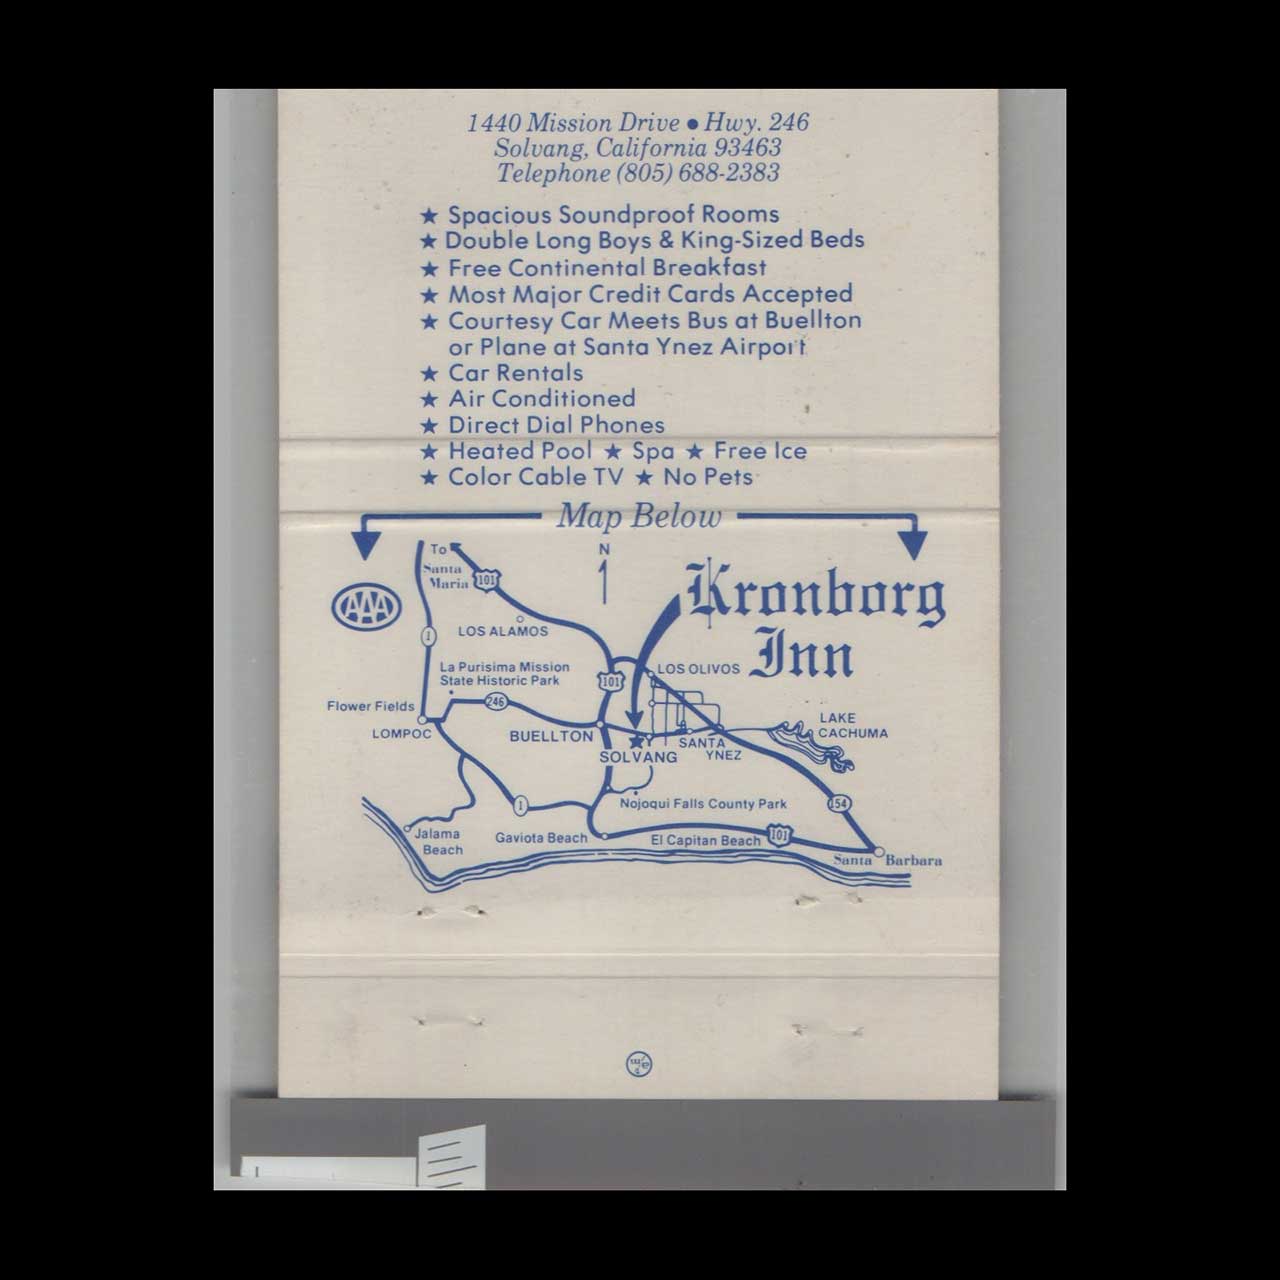 1440 Mission Drive ● Hwy. 246
Solvang, California 93463
Telephone (805) 688-2383
★ Spacious Soundproof Rooms
★ Double Long Boys & King-Sized Beds
★ Free Continental Breakfast
★ Most Major Credit Cards Accepted
★ Courtesy Car Meets Bus at Buellton
or Plane at Santa Ynez Airport
★ Car Rentals
★ Air Conditioned
★ Direct Dial Phones
★ Heated Pool ★ Spa ★ Free Ice
★ Color Cable TV ★ No Pets
Map Below
To
Santa
Maria
101
N
AAA
Kronborg
Inn
1
LOS ALAMOS
La Purisima Mission
State Historic Park
101
LOS OLIVOS
246
Flower Fields
LOMPOC
BUELLTON
SOLVANG
SANTA
YNEZ
LAKE
CACHUMA
Nojoqui Falls County Park
154
1
Jalama
Beach
Gaviota Beach
El Capitan Beach
101
Santa Barbara